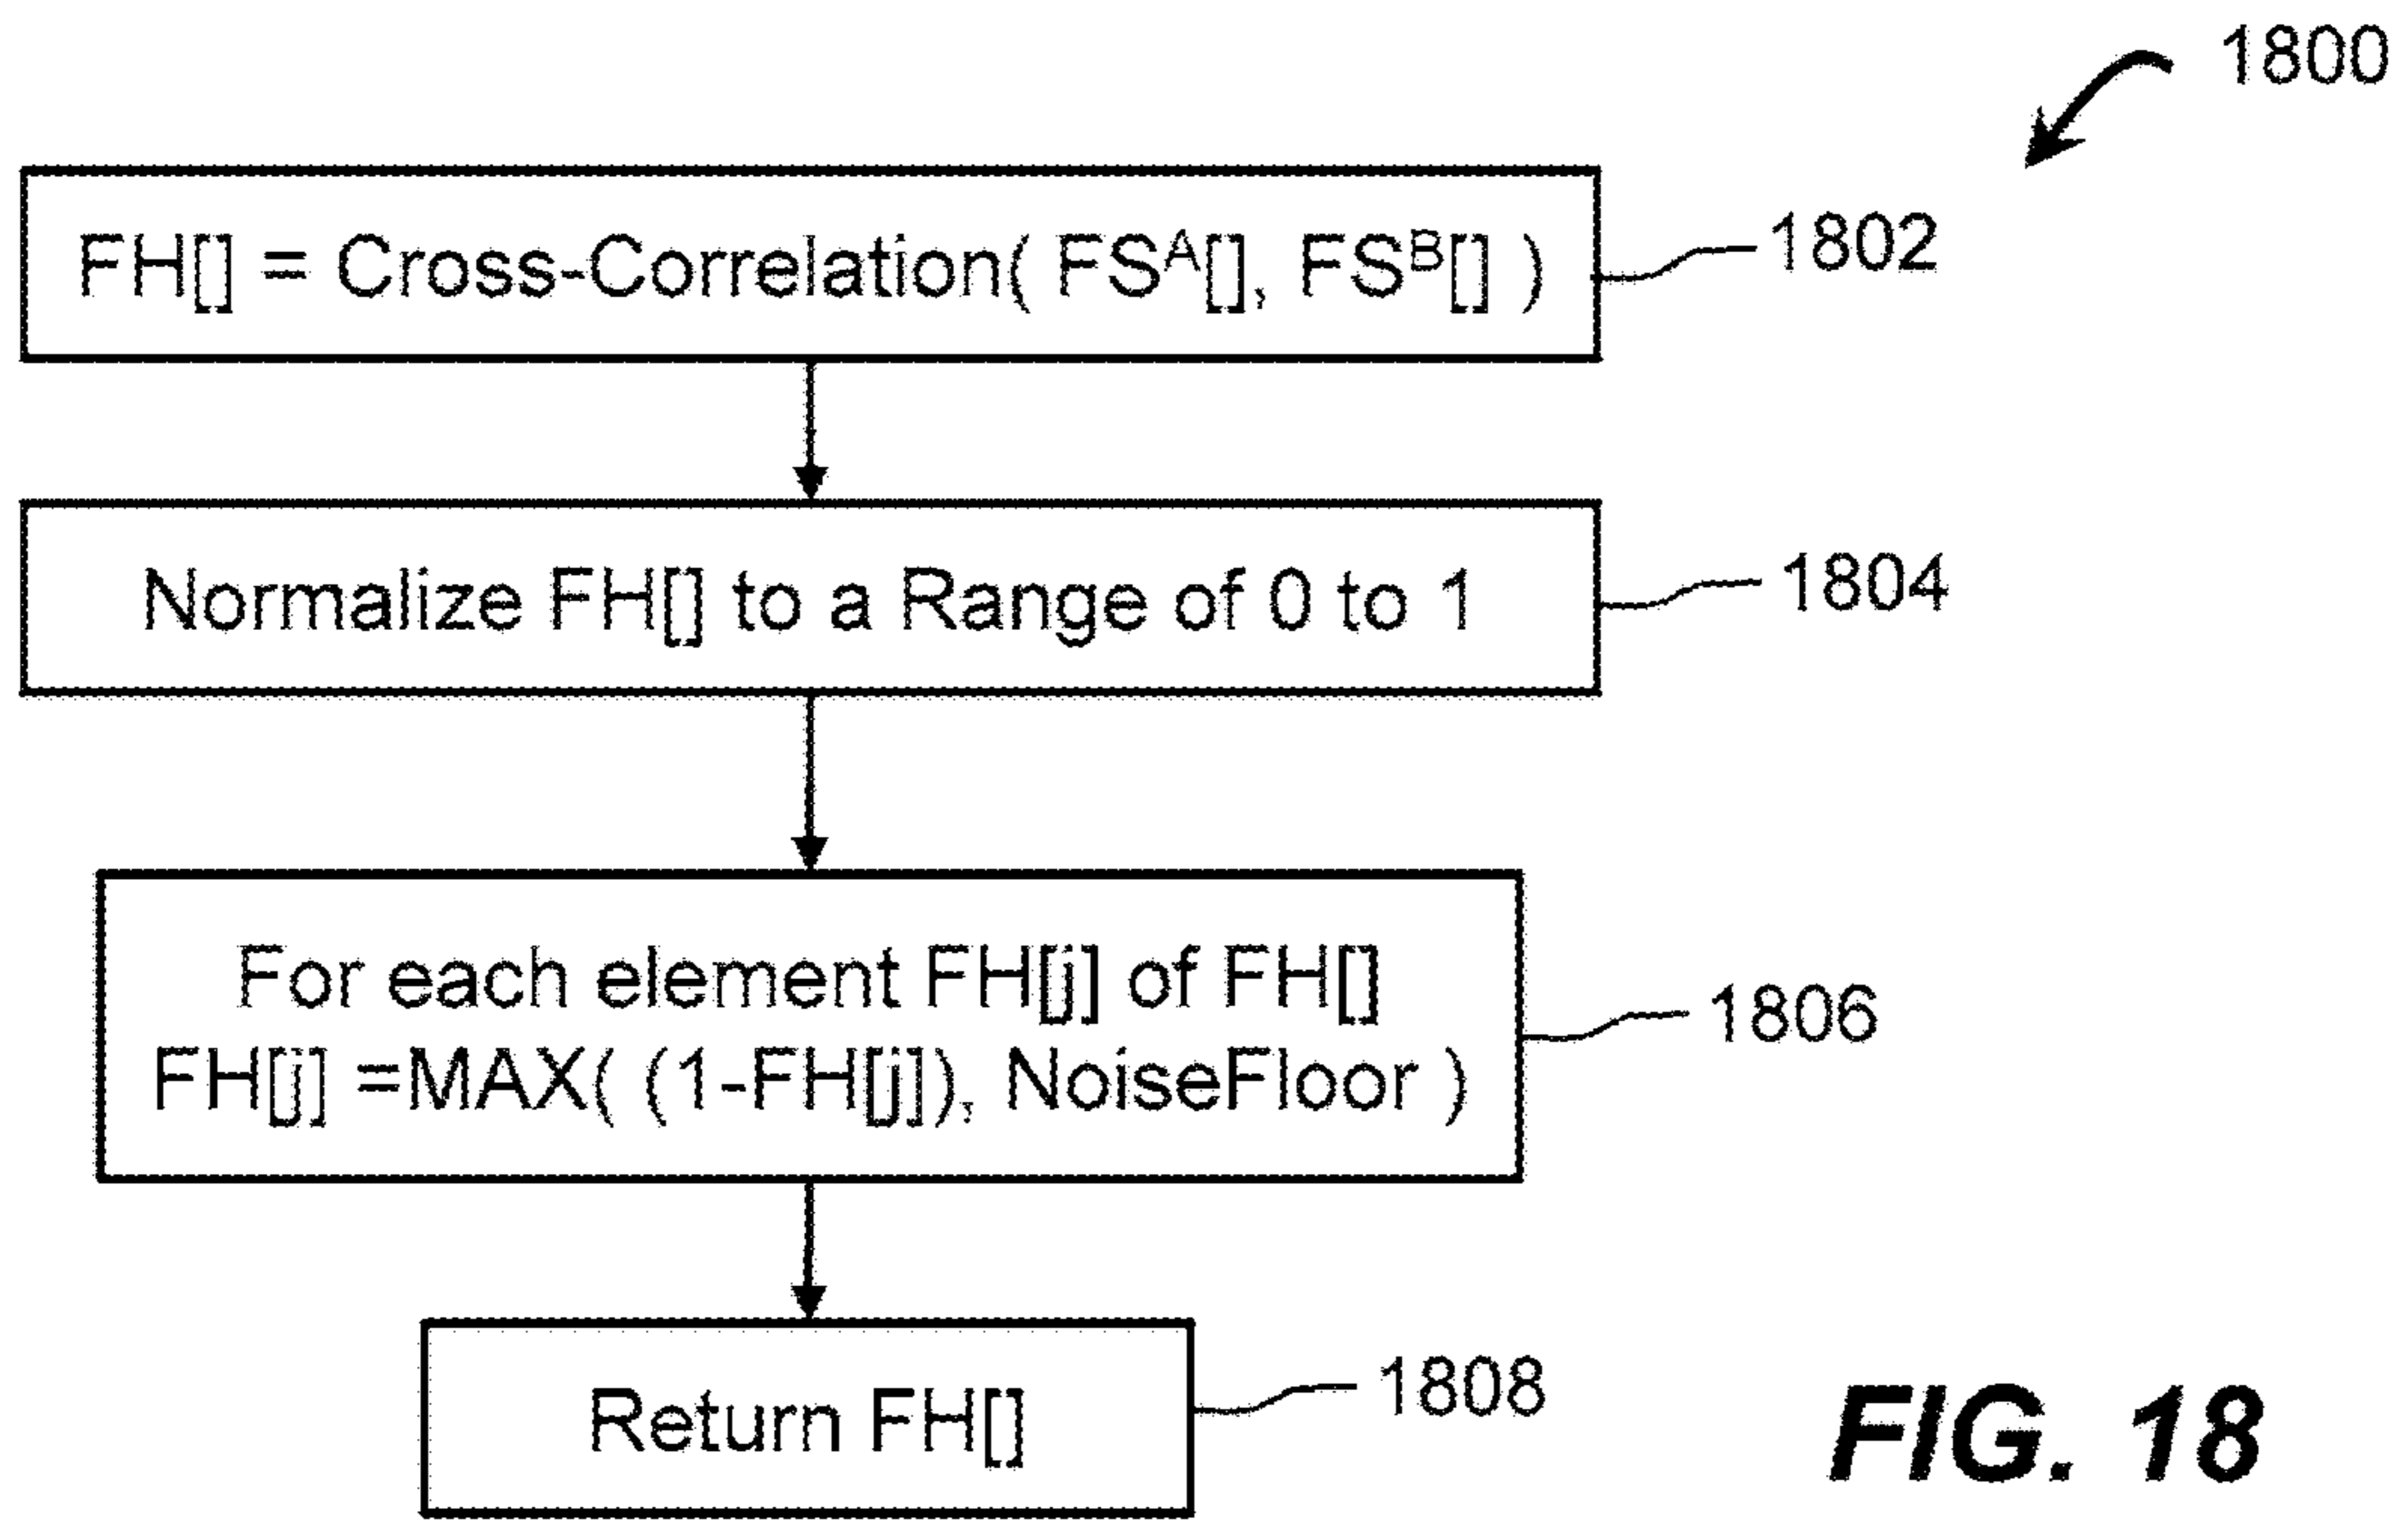 1800
FH[] = Cross-Correlation( FSᴬ[], FSᴮ[] )
1802
Normalize FH[] to a Range of 0 to 1
1804
For each element FH[j] of FH[]
FH[j] =MAX( (1-FH[j]), NoiseFloor )
1806
Return FH[]
1808
FIG. 18